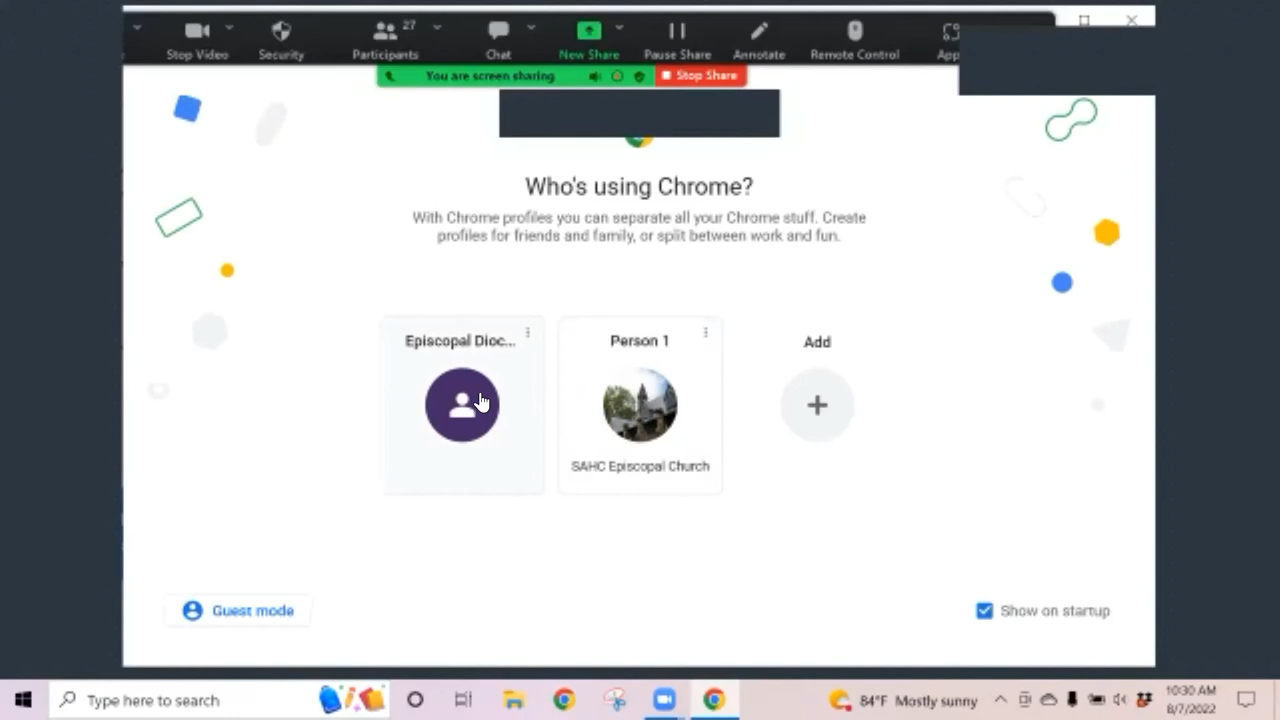 27
Stop Video Security Participants Chat New Share Pause Share Annotate Remote Control App
You are screen sharing Stop Share
Who's using Chrome?
With Chrome profiles you can separate all your Chrome stuff. Create
profiles for friends and family, or split between work and fun.
Episcopal Dioc... Person 1 Add
SAHC Episcopal Church
Guest mode Show on startup
Type here to search 84°F Mostly sunny 10:30 AM
8/7/2022